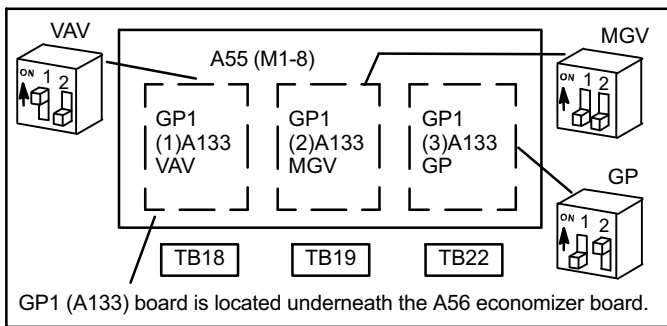 VAV
ON 1 2
A55 (M1-8)
MGV
ON 1 2
GP1
(1)A133
VAV
GP1
(2)A133
MGV
GP1
(3)A133
GP
GP
ON 1 2
TB18
TB19
TB22
GP1 (A133) board is located underneath the A56 economizer board.